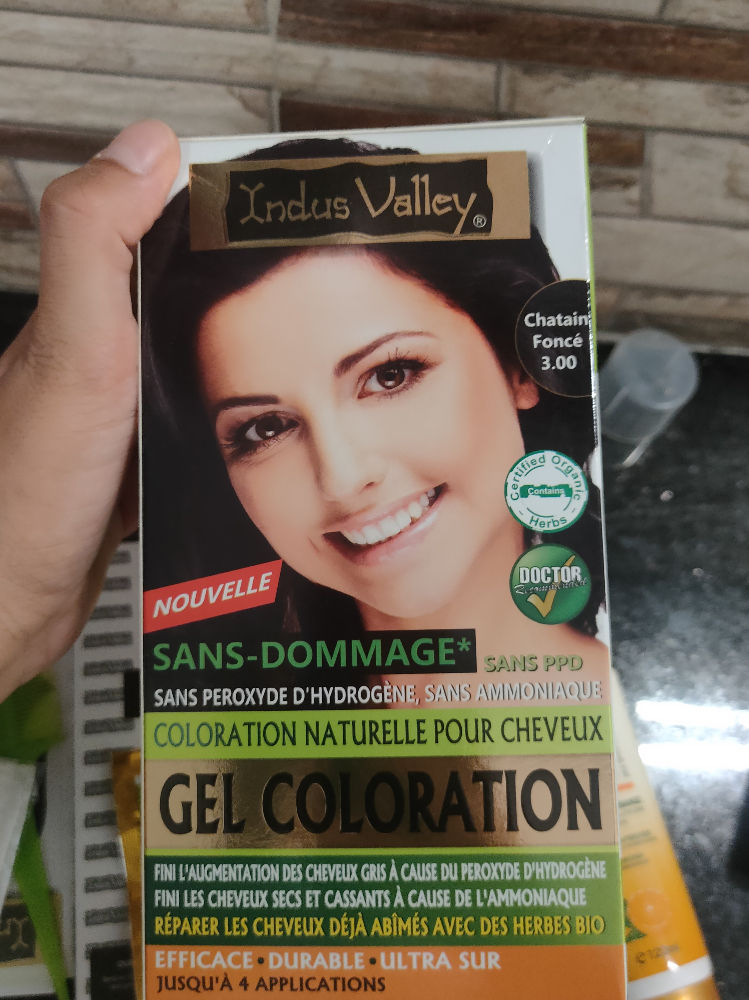 Indus Valley®
Chatain
Foncé
3.00
Certified Organic
Contains
Herbs
DOCTOR
Recommended
NOUVELLE
SANS-DOMMAGE*
SANS PPD
SANS PEROXYDE D'HYDROGÈNE, SANS AMMONIAQUE
COLORATION NATURELLE POUR CHEVEUX
GEL COLORATION
FINI L'AUGMENTATION DES CHEVEUX GRIS À CAUSE DU PEROXYDE D'HYDROGÈNE
FINI LES CHEVEUX SECS ET CASSANTS À CAUSE DE L'AMMONIAQUE
RÉPARER LES CHEVEUX DÉJÀ ABÎMÉS AVEC DES HERBES BIO
EFFICACE • DURABLE • ULTRA SUR
JUSQU'À 4 APPLICATIONS